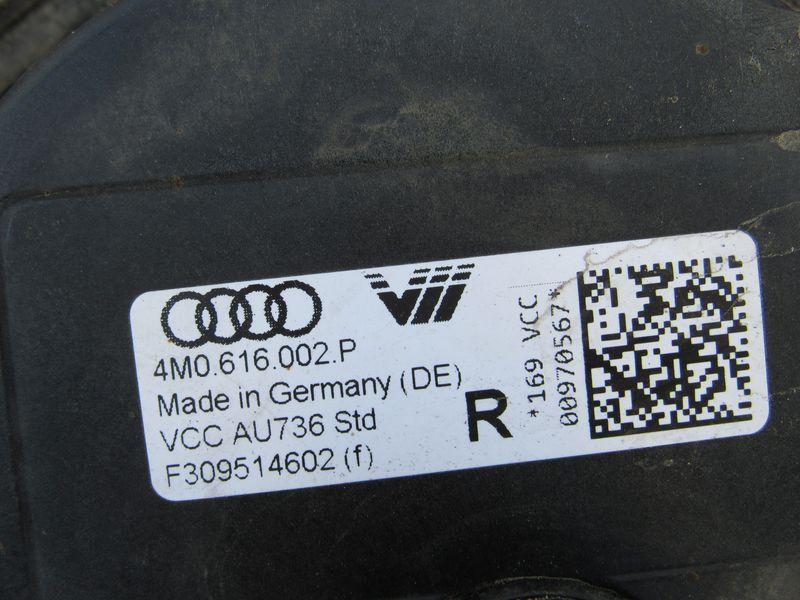 4M0.616.002.P
Made in Germany (DE)
VCC AU736 Std
F309514602 (f)
R
*169 VCC
00970567*